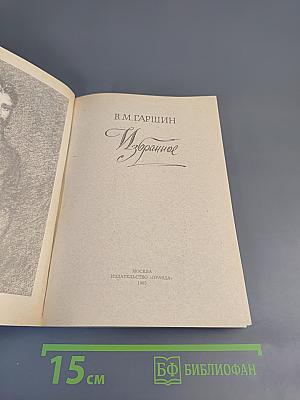 В. М. ГАРШИН
Избранное
МОСКВА
ИЗДАТЕЛЬСТВО «ПРАВДА»
15 см
БФ БИБЛИОФАН